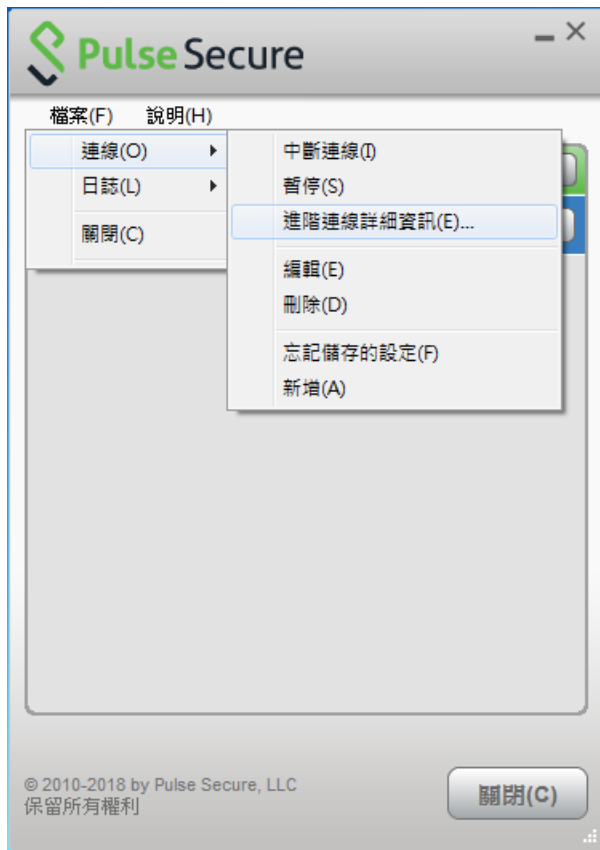 Pulse Secure
檔案(F) 說明(H)
連線(O)
日誌(L)
關閉(C)
中斷連線(I)
暫停(S)
進階連線詳細資訊(E)...
編輯(E)
刪除(D)
忘記儲存的設定(F)
新增(A)
© 2010-2018 by Pulse Secure, LLC
保留所有權利
關閉(C)